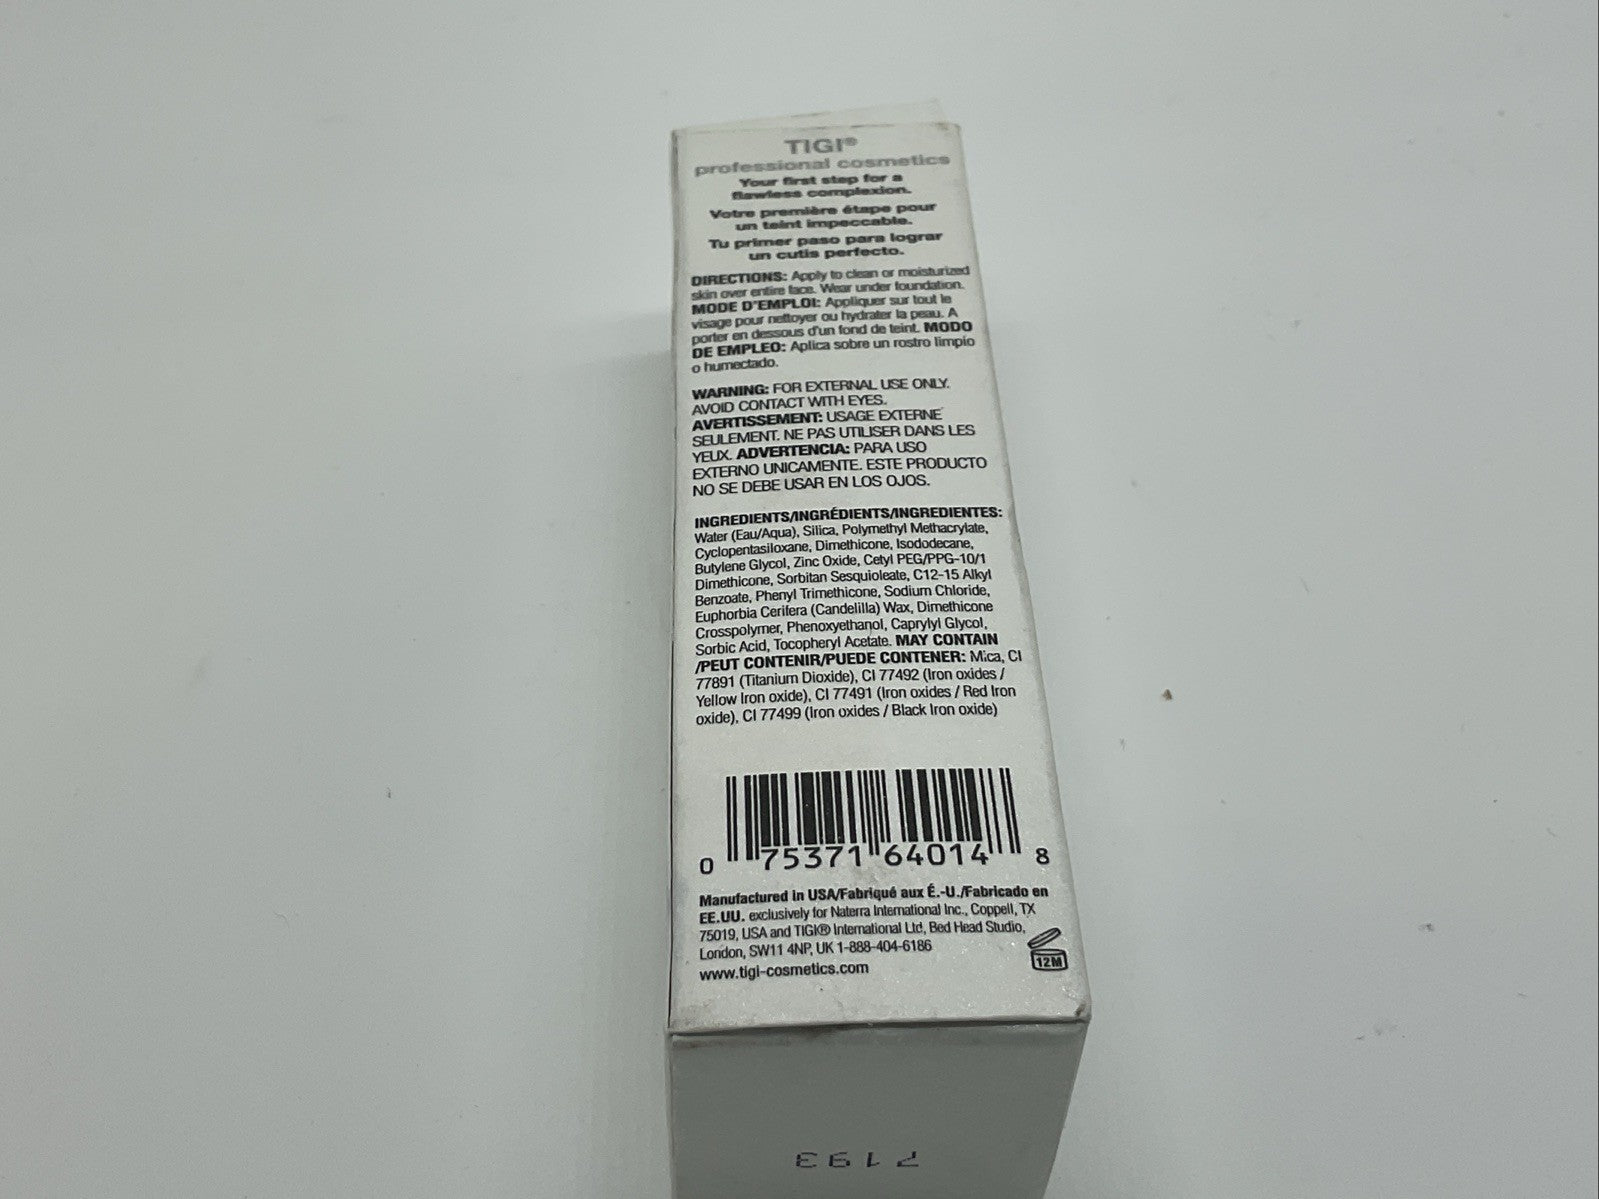 TIGI®
professional cosmetics
Your first step for a
flawless complexion.
Votre première étape pour
un teint impeccable.
Tu primer paso para lograr
un cutis perfecto.
DIRECTIONS: Apply to clean or moisturized
skin over entire face. Wear under foundation.
MODE D'EMPLOI: Appliquer sur tout le
visage pour nettoyer ou hydrater la peau. A
porter en dessous d'un fond de teint. MODO
DE EMPLEO: Aplica sobre un rostro limpio
o humectado.
WARNING: FOR EXTERNAL USE ONLY.
AVOID CONTACT WITH EYES.
AVERTISSEMENT: USAGE EXTERNE
SEULEMENT. NE PAS UTILISER DANS LES
YEUX. ADVERTENCIA: PARA USO
EXTERNO UNICAMENTE. ESTE PRODUCTO
NO SE DEBE USAR EN LOS OJOS.
INGREDIENTS/INGRÉDIENTS/INGREDIENTES:
Water (Eau/Aqua), Silica, Polymethyl Methacrylate,
Cyclopentasiloxane, Dimethicone, Isododecane,
Butylene Glycol, Zinc Oxide, Cetyl PEG/PPG-10/1
Dimethicone, Sorbitan Sesquioleate, C12-15 Alkyl
Benzoate, Phenyl Trimethicone, Sodium Chloride,
Euphorbia Cerifera (Candelilla) Wax, Dimethicone
Crosspolymer, Phenoxyethanol, Caprylyl Glycol,
Sorbic Acid, Tocopheryl Acetate. MAY CONTAIN
/PEUT CONTENIR/PUEDE CONTENER: Mica, CI
77891 (Titanium Dioxide), CI 77492 (Iron oxides /
Yellow Iron oxide), CI 77491 (Iron oxides / Red Iron
oxide), CI 77499 (Iron oxides / Black Iron oxide)
0 75371 64014 8
Manufactured in USA/Fabriqué aux É.-U./Fabricado en
EE.UU. exclusively for Naterra International Inc., Coppell, TX
75019, USA and TIGI® International Ltd, Bed Head Studio,
London, SW11 4NP, UK 1-888-404-6186
www.tigi-cosmetics.com
12M
7193